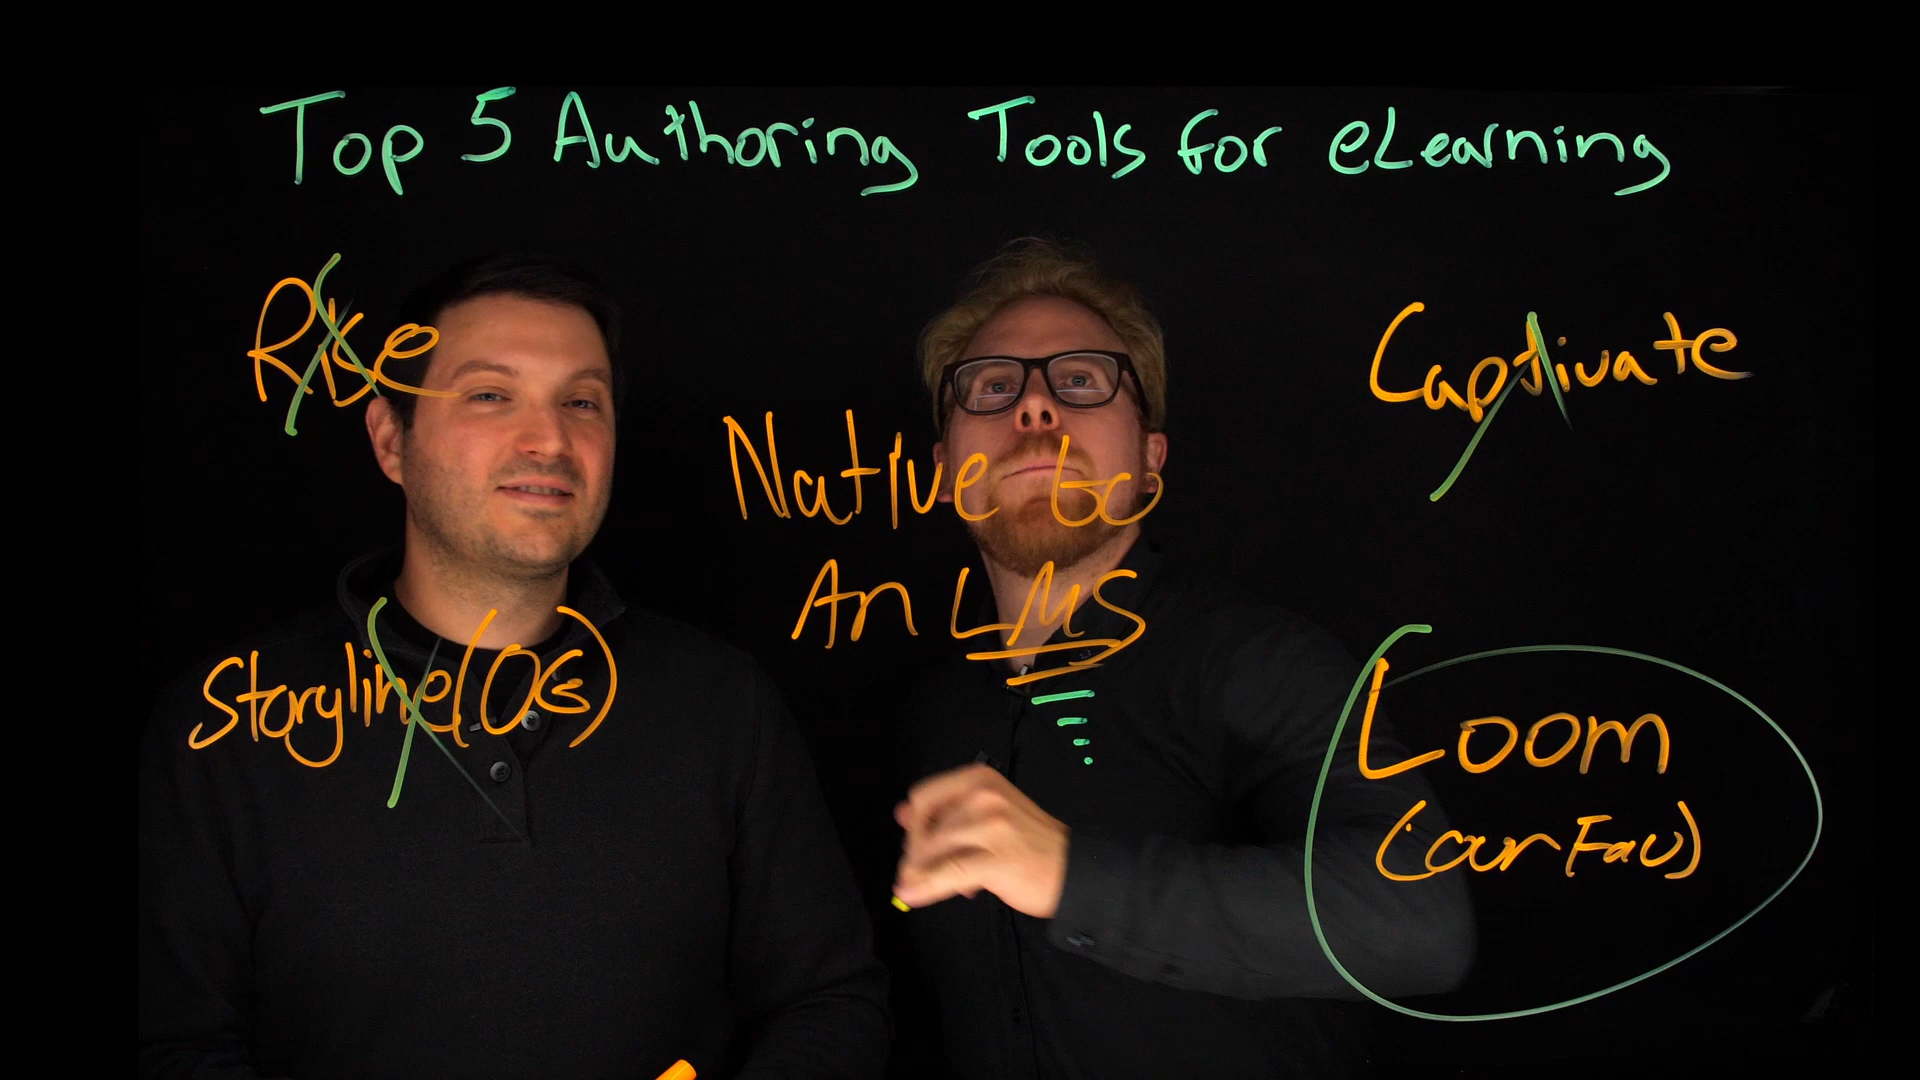 Top 5 Authoring Tools for eLearning
Rise
Captivate
Native to
An LMS
Storyline (OG)
Loom
(our Fav)